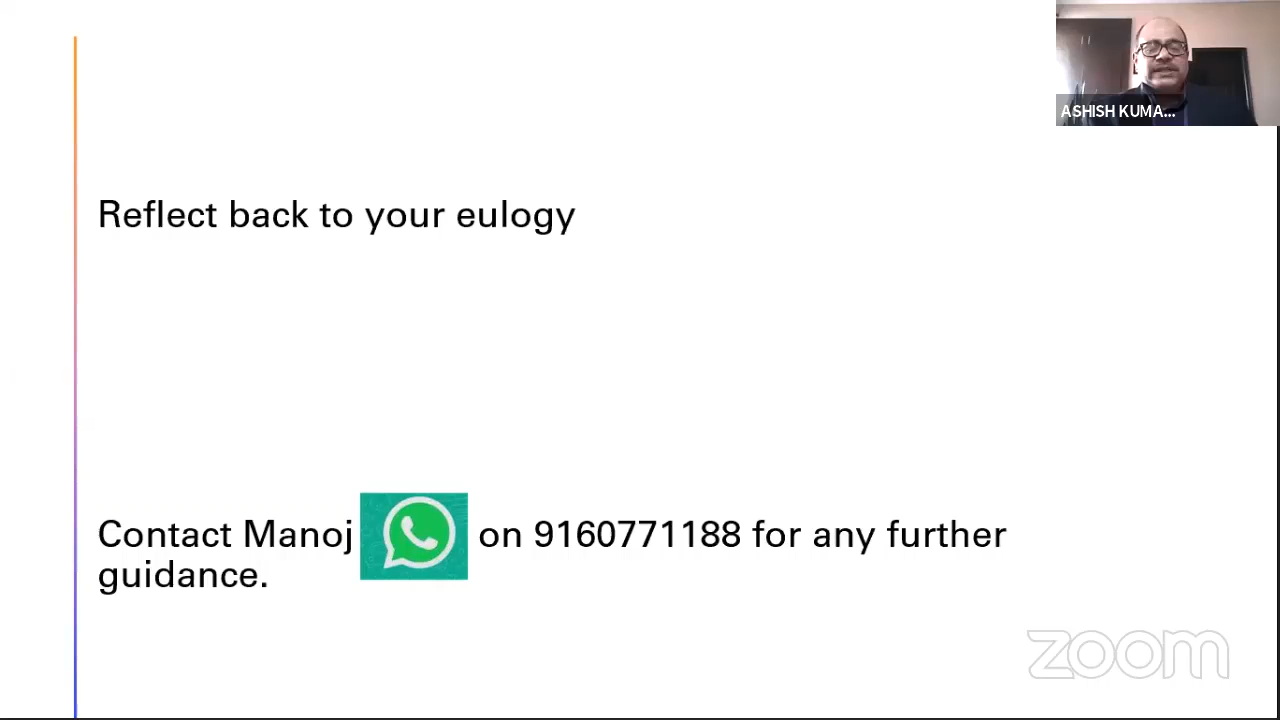 ASHISH KUMA...
Reflect back to your eulogy
Contact Manoj on 9160771188 for any further
guidance.
zoom